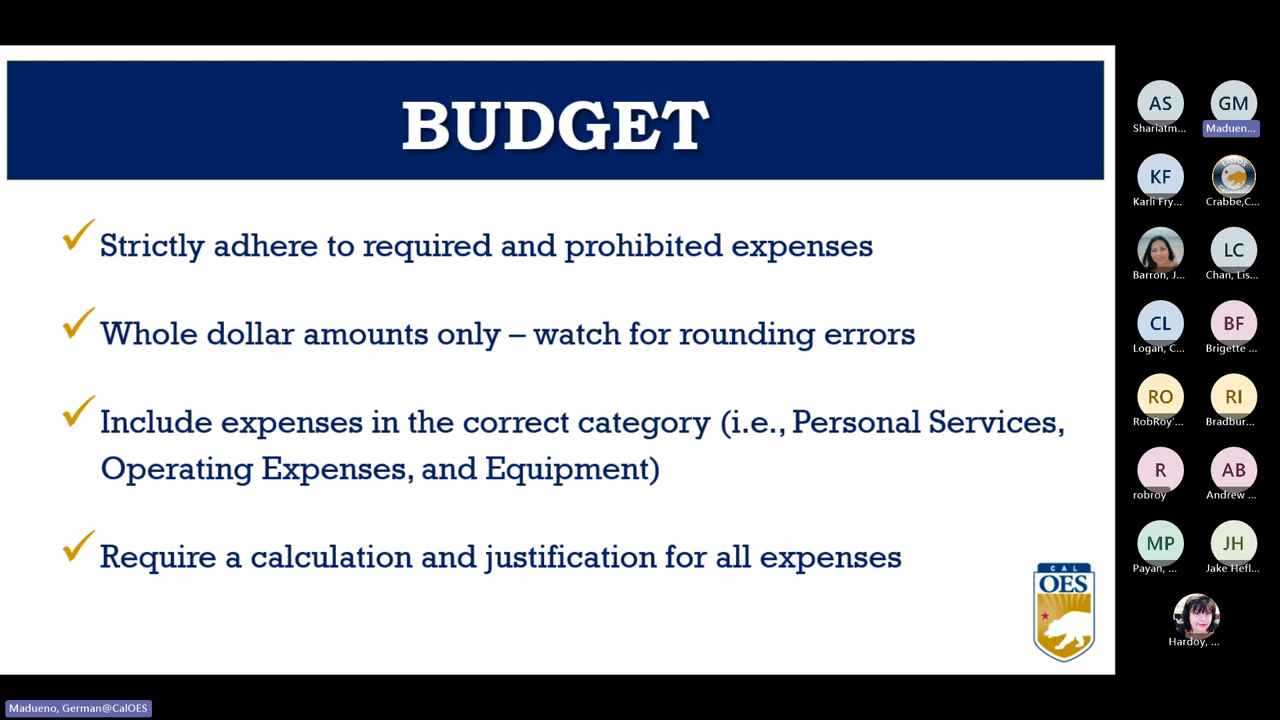 BUDGET
Strictly adhere to required and prohibited expenses
Whole dollar amounts only – watch for rounding errors
Include expenses in the correct category (i.e., Personal Services,
Operating Expenses, and Equipment)
Require a calculation and justification for all expenses
CAL
OES
AS
Shariatm...
GM
Maduen...
KF
Karli Fry...
Crabbe,C...
Barron, J...
LC
Chan, Lis...
CL
Logan, C...
BF
Brigette ...
RO
RobRoy'...
RI
Bradbur...
R
robroy
AB
Andrew ...
MP
Payan, ...
JH
Jake Hefl...
Hardoy, ...
Madueno, German@CalOES